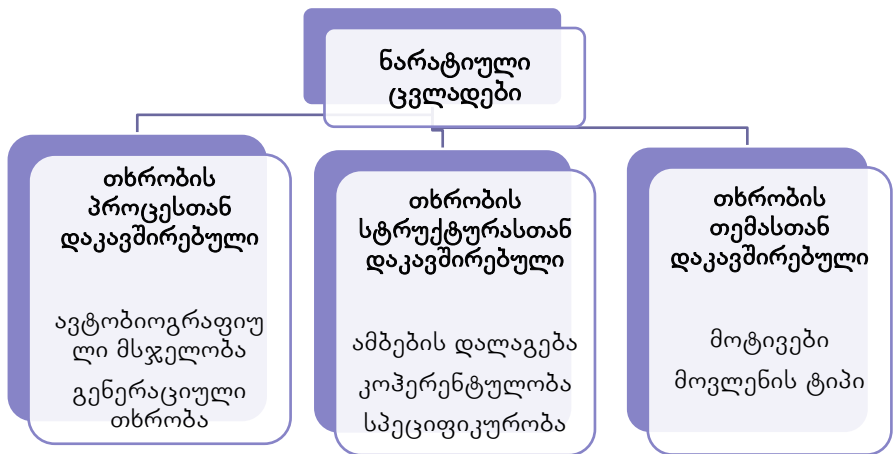 ნარატიული
ცვლადები
თხრობის
პროცესთან
დაკავშირებული
ავტობიოგრაფიუ
ლი მსჯელობა
გენერაციული
თხრობა
თხრობის
სტრუქტურასთან
დაკავშირებული
ამბების დალაგება
კოჰერენტულობა
სპეციფიკურობა
თხრობის
თემასთან
დაკავშირებული
მოტივები
მოვლენის ტიპი